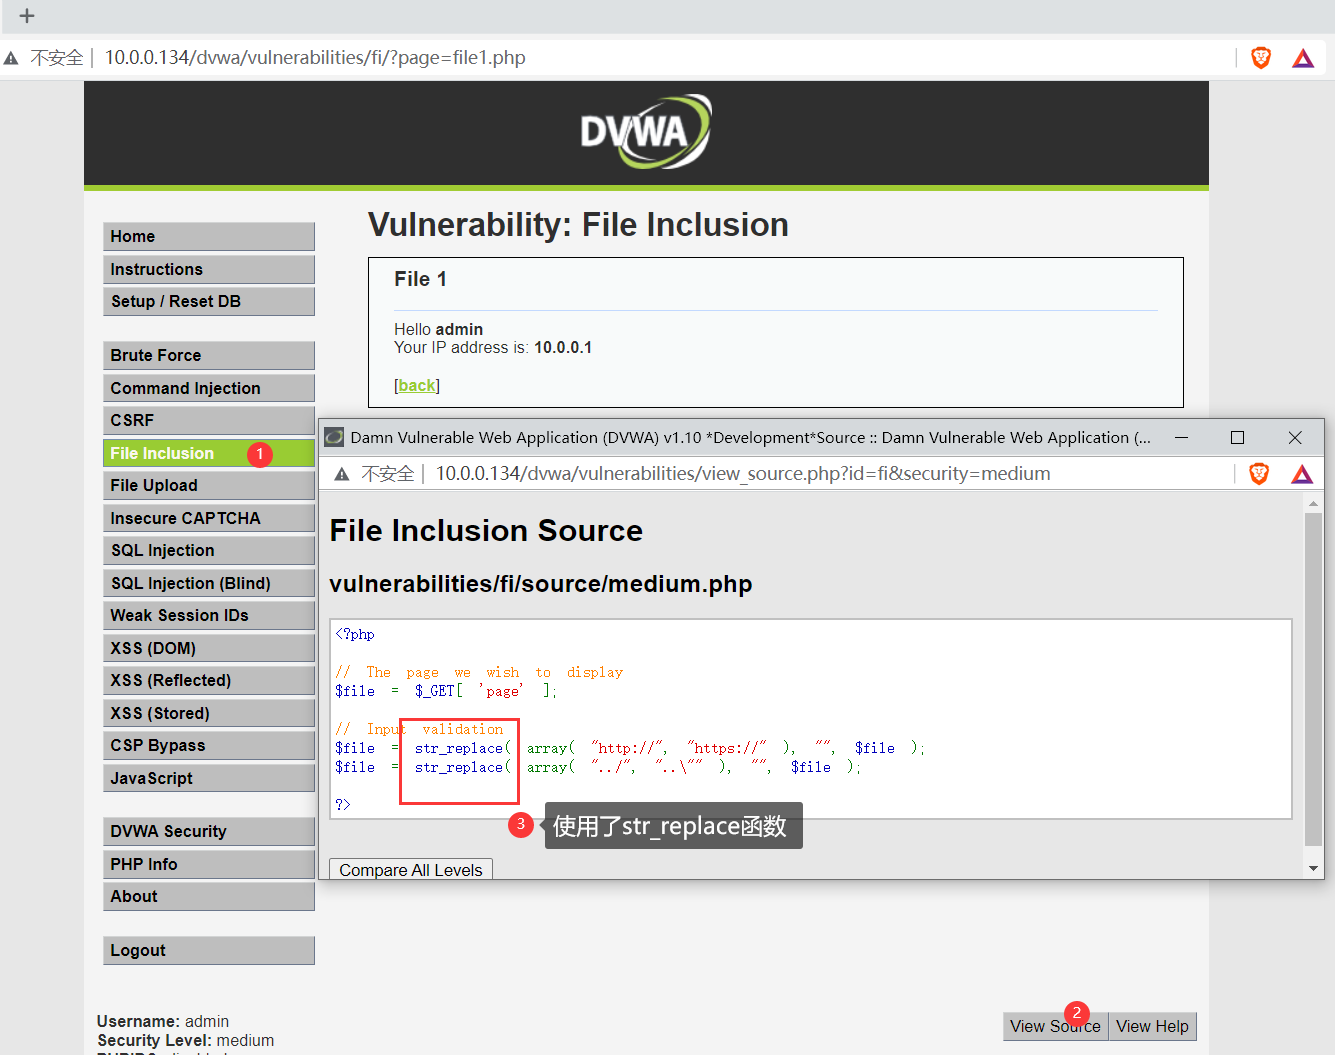 不安全 | 10.0.0.134/dvwa/vulnerabilities/fi/?page=file1.php
DVWA
Home
Instructions
Setup / Reset DB
Brute Force
Command Injection
CSRF
File Inclusion 1
File Upload
Insecure CAPTCHA
SQL Injection
SQL Injection (Blind)
Weak Session IDs
XSS (DOM)
XSS (Reflected)
XSS (Stored)
CSP Bypass
JavaScript
DVWA Security
PHP Info
About
Logout
Username: admin
Security Level: medium
Vulnerability: File Inclusion
File 1
Hello admin
Your IP address is: 10.0.0.1
[back]
Damn Vulnerable Web Application (DVWA) v1.10 *Development*Source :: Damn Vulnerable Web Application (...
不安全 | 10.0.0.134/dvwa/vulnerabilities/view_source.php?id=fi&security=medium
File Inclusion Source
vulnerabilities/fi/source/medium.php
<?php
// The page we wish to display
$file = $_GET[ 'page' ];
// Input validation
$file = str_replace( array( "http://", "https://" ), "", $file );
$file = str_replace( array( "../", "..\"" ), "", $file );
?>
3 使用了str_replace函数
Compare All Levels
2
View Source View Help